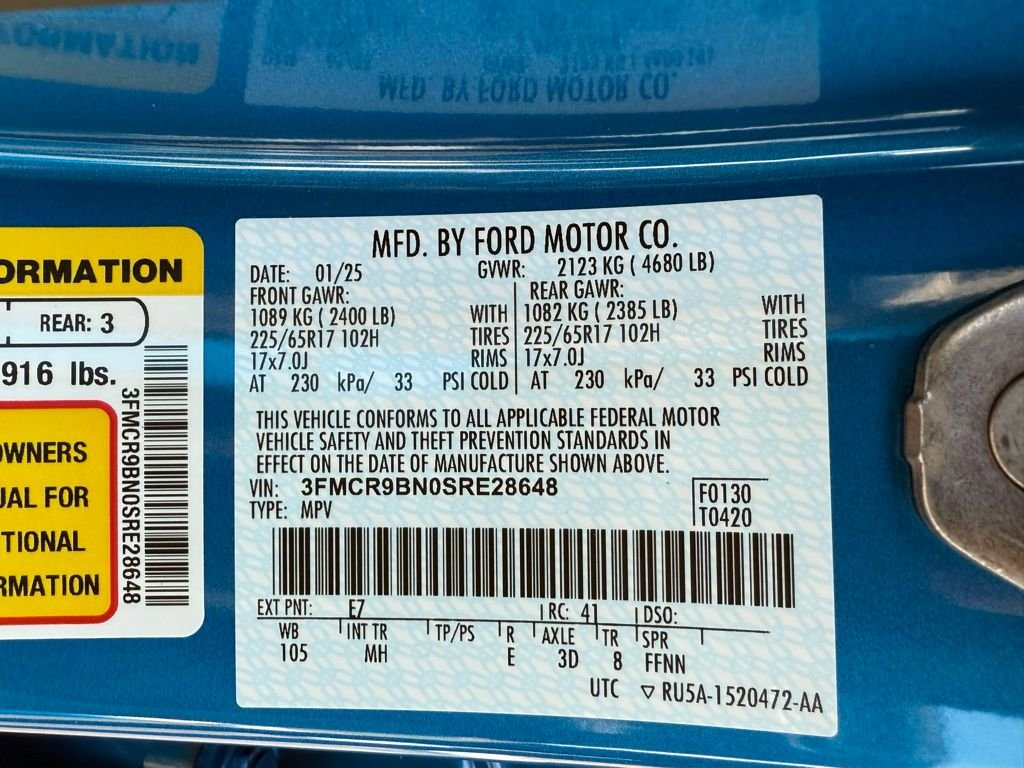 ORMATION
REAR: 3
916 lbs.
OWNERS
UAL FOR
TIONAL
RMATION
3FMCR9BN0SRE28648
MFD. BY FORD MOTOR CO.
DATE: 01/25 GVWR: 2123 KG ( 4680 LB)
FRONT GAWR: REAR GAWR:
1089 KG ( 2400 LB) WITH 1082 KG ( 2385 LB) WITH
225/65R17 102H TIRES 225/65R17 102H TIRES
17x7.0J RIMS 17x7.0J RIMS
AT 230 kPa/ 33 PSI COLD AT 230 kPa/ 33 PSI COLD
THIS VEHICLE CONFORMS TO ALL APPLICABLE FEDERAL MOTOR
VEHICLE SAFETY AND THEFT PREVENTION STANDARDS IN
EFFECT ON THE DATE OF MANUFACTURE SHOWN ABOVE.
VIN: 3FMCR9BN0SRE28648 F0130
TYPE: MPV T0420
EXT PNT: E7 RC: 41 DSO:
WB INT TR TP/PS R AXLE TR SPR
105 MH E 3D 8 FFNN
UTC ▽ RU5A-1520472-AA